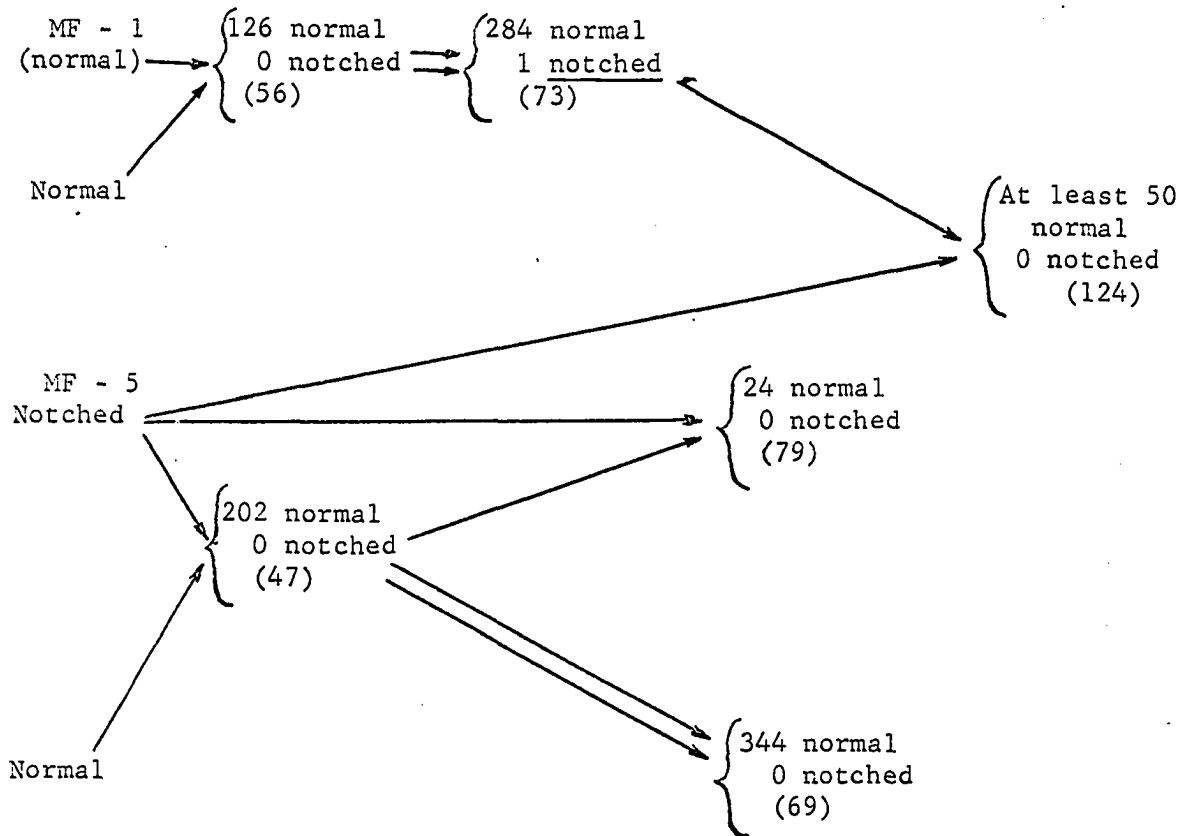 MF - 1
(normal)
126 normal
0 notched
(56)
284 normal
1 notched
(73)
Normal
At least 50
normal
0 notched
(124)
MF - 5
Notched
24 normal
0 notched
(79)
202 normal
0 notched
(47)
Normal
344 normal
0 notched
(69)